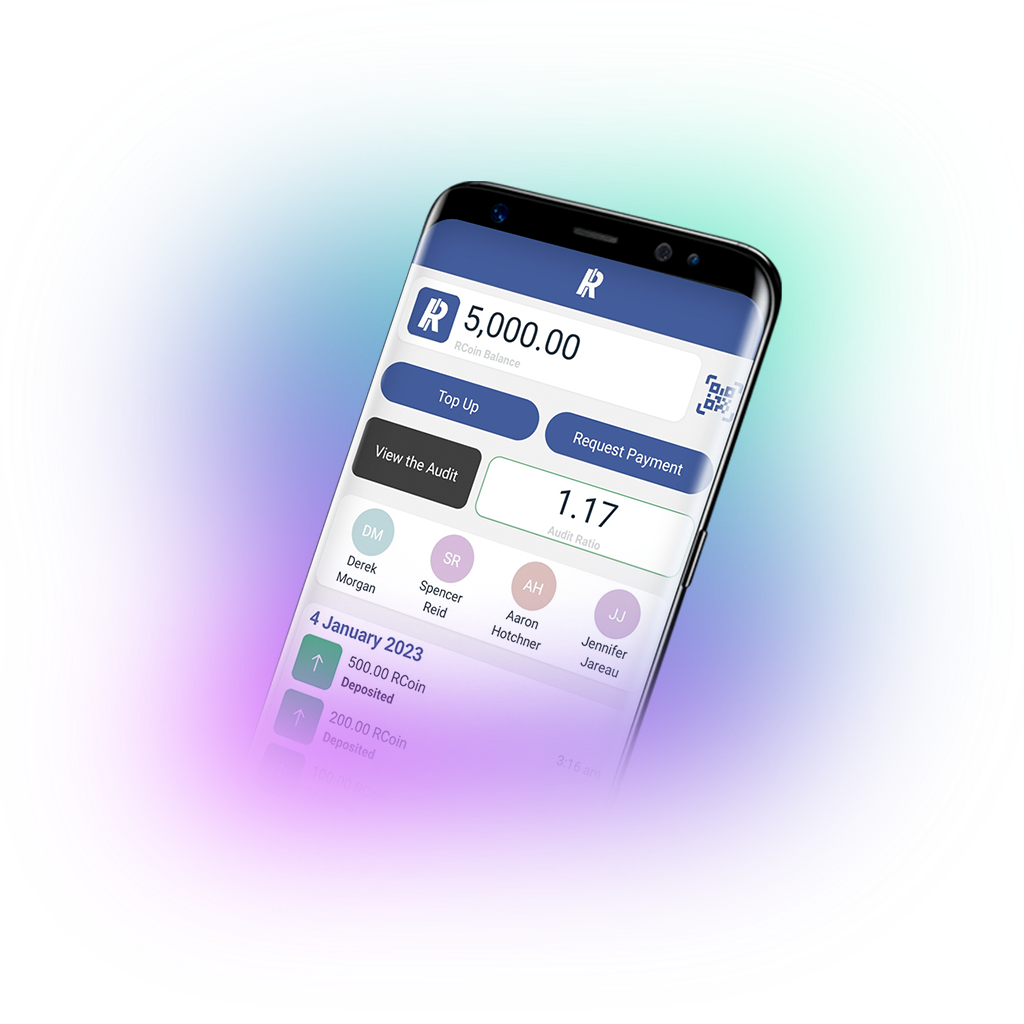 5,000.00
RCoin Balance
Top Up
Request Payment
View the Audit
1.17
Audit Ratio
DM
SR
AH
JJ
Derek
Morgan
Spencer
Reid
Aaron
Hotchner
Jennifer
Jareau
4 January 2023
500.00 RCoin
Deposited
200.00 RCoin
Deposited
3:16 am